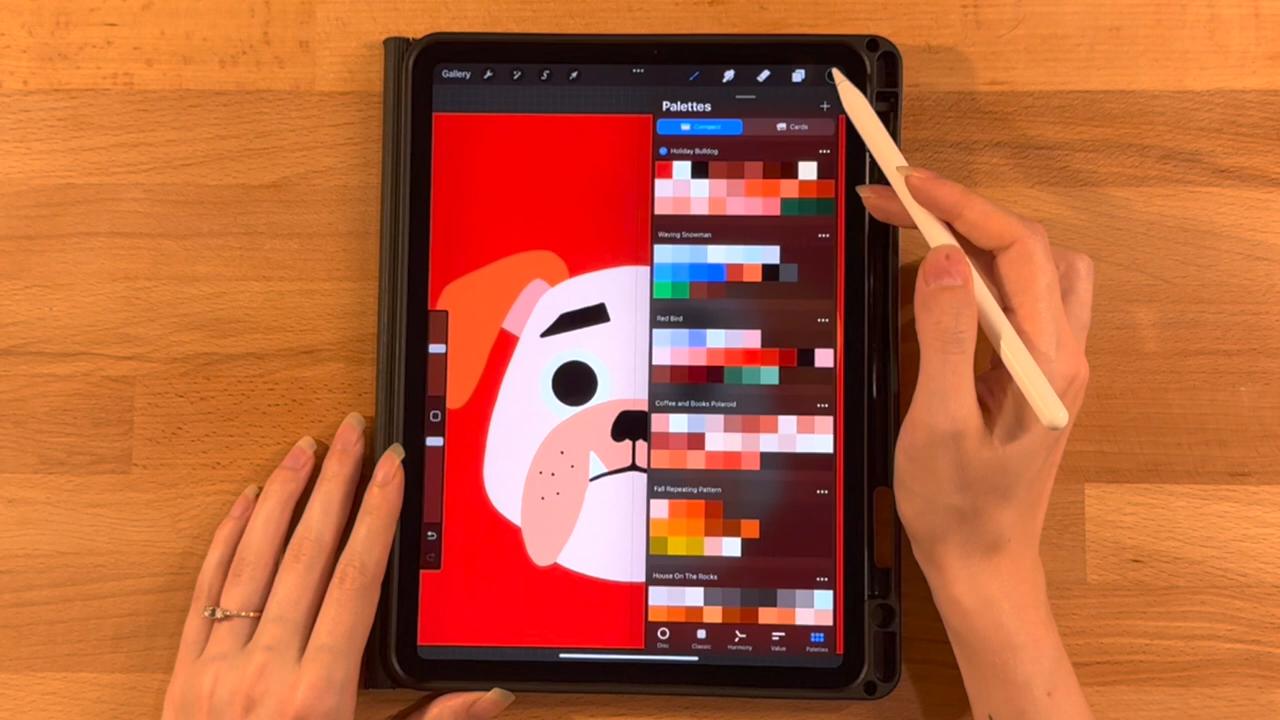 Gallery
Palettes
Compact
Cards
Holiday Bulldog
Waving Snowman
Red Bird
Coffee and Books Polaroid
Fall Repeating Pattern
House On The Rocks
Disc
Classic
Harmony
Value
Palettes